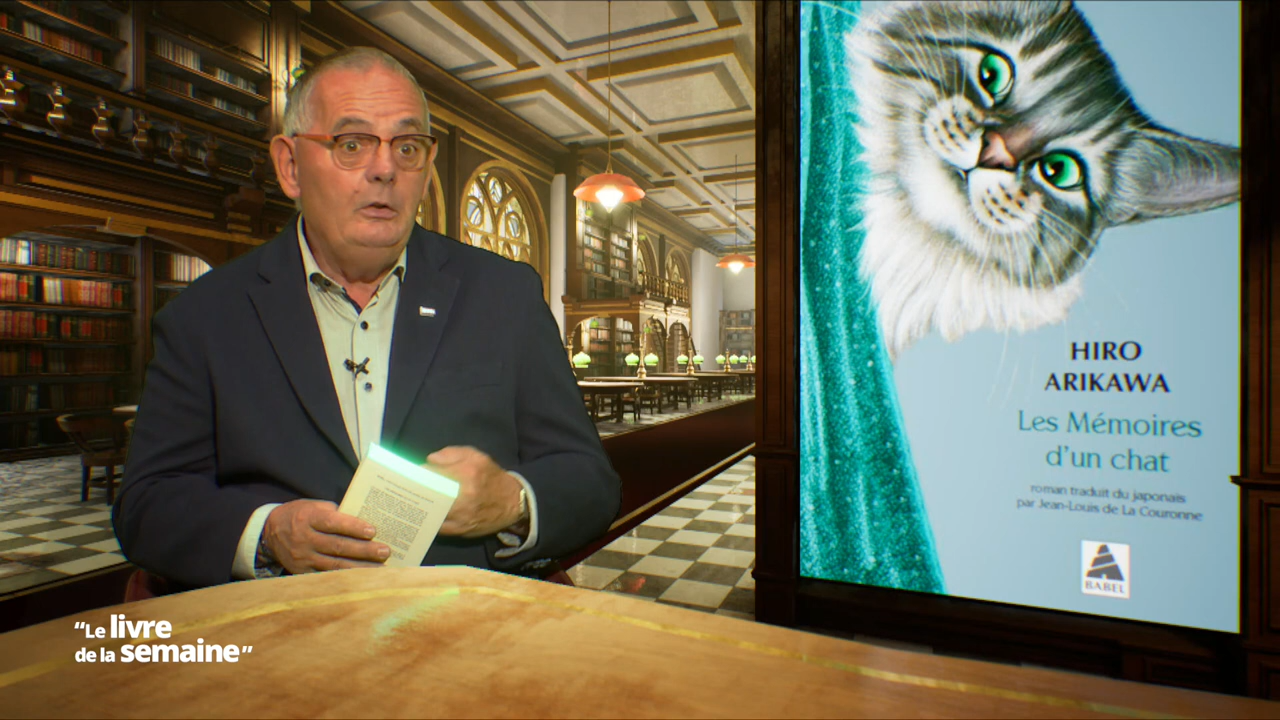 HIRO
ARIKAWA
Les Mémoires
d'un chat
roman traduit du japonais
par Jean-Louis de La Couronne
BABEL
“Le livre
de la semaine”